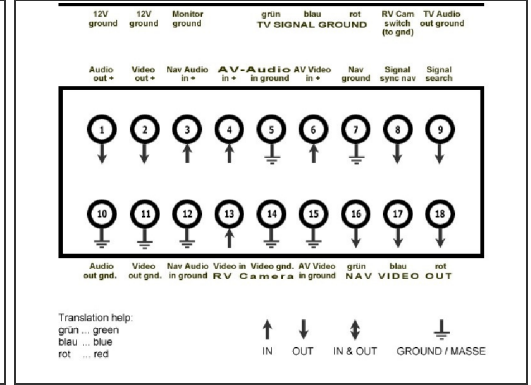 12V 12V Monitor grün blau rot RV Cam TV Audio
ground ground ground TV SIGNAL GROUND switch out ground
(to gnd)
Audio Video Nav Audio AV-Audio AV Video Nav Signal Signal
out + out + in + in + in ground in + ground sync nav search
1 2 3 4 5 6 7 8 9
10 11 12 13 14 15 16 17 18
Audio Video Nav Audio Video in Video gnd. AV Video grün blau rot
out gnd. out gnd. in ground RV Camera in ground NAV VIDEO OUT
Translation help:
grün ... green
blau ... blue
rot ... red
IN OUT IN & OUT GROUND / MASSE